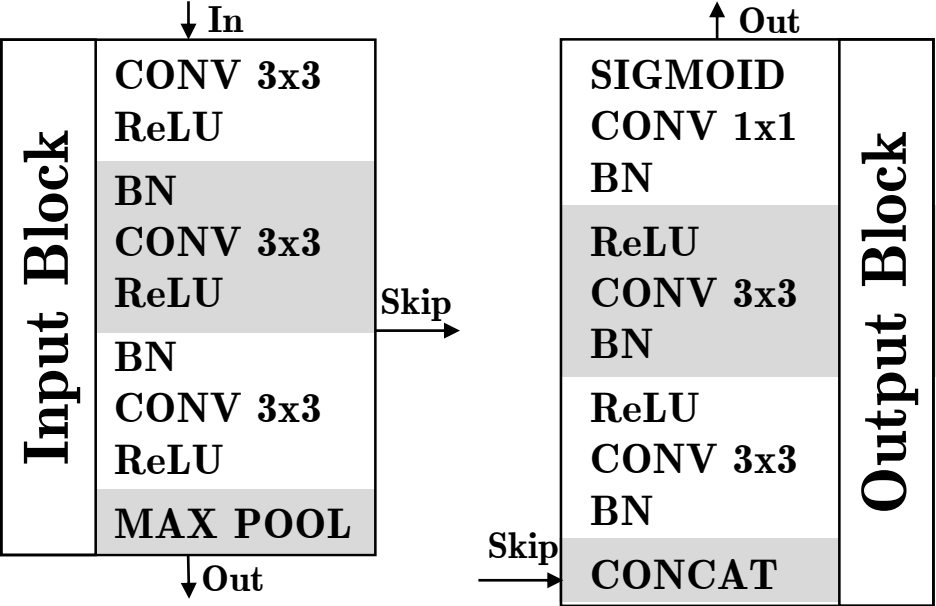 In
Input Block
CONV 3x3
ReLU
BN
CONV 3x3
ReLU
BN
CONV 3x3
ReLU
MAX POOL
Skip
Out
Out
SIGMOID
CONV 1x1
BN
ReLU
CONV 3x3
BN
ReLU
CONV 3x3
BN
CONCAT
Skip
Output Block